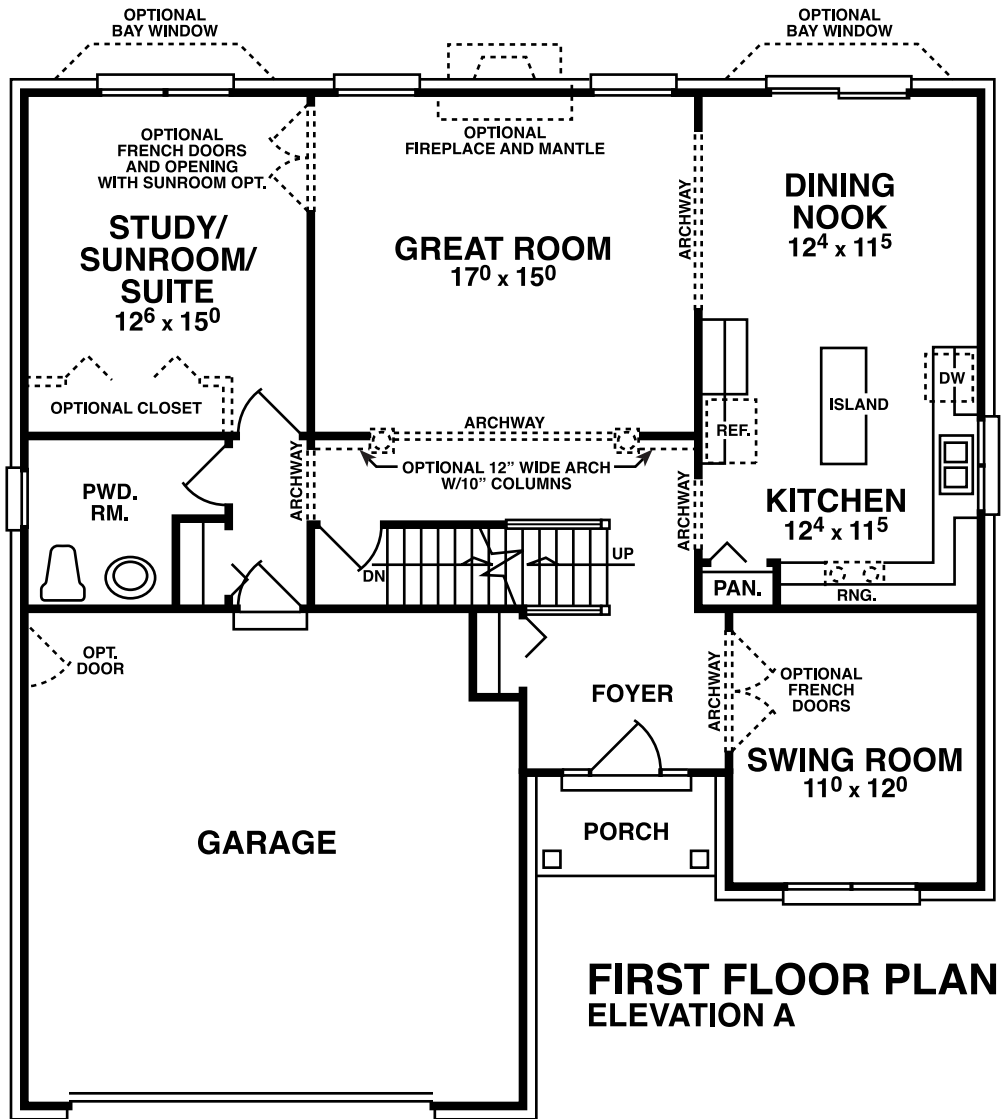 OPTIONAL
BAY WINDOW
OPTIONAL
BAY WINDOW
OPTIONAL
FRENCH DOORS
AND OPENING
WITH SUNROOM OPT.
OPTIONAL
FIREPLACE AND MANTLE
STUDY/
SUNROOM/
SUITE
12⁶ x 15⁰
GREAT ROOM
17⁰ x 15⁰
ARCHWAY
DINING
NOOK
12⁴ x 11⁵
OPTIONAL CLOSET
ARCHWAY
REF.
ISLAND
DW
PWD.
RM.
ARCHWAY
OPTIONAL 12” WIDE ARCH
W/10” COLUMNS
ARCHWAY
KITCHEN
12⁴ x 11⁵
DN
UP
PAN.
RNG.
OPT.
DOOR
FOYER
ARCHWAY
OPTIONAL
FRENCH
DOORS
SWING ROOM
11⁰ x 12⁰
GARAGE
PORCH
FIRST FLOOR PLAN
ELEVATION A